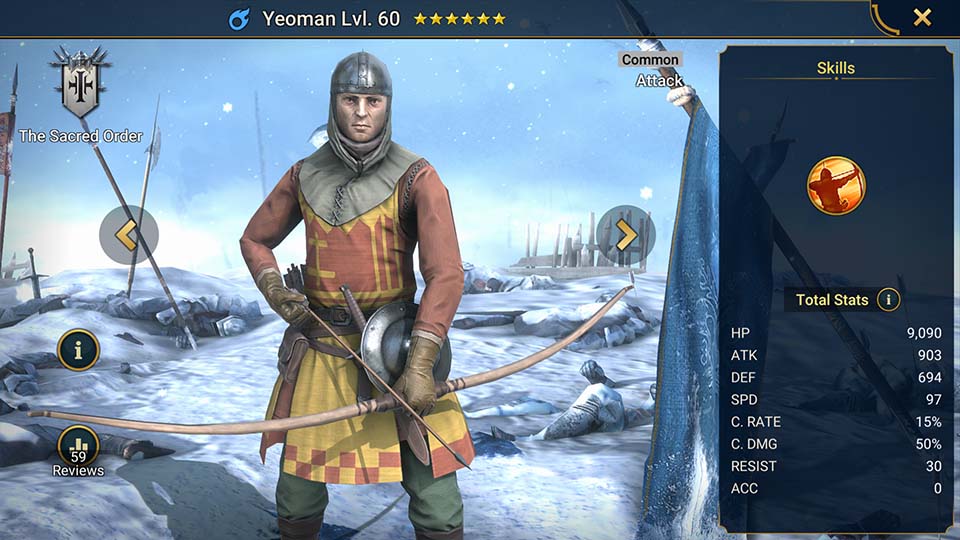 Yeoman Lvl. 60
The Sacred Order
Common
Attack
Skills
Total Stats i
HP 9,090
ATK 903
DEF 694
SPD 97
C. RATE 15%
C. DMG 50%
RESIST 30
ACC 0
i
59
Reviews